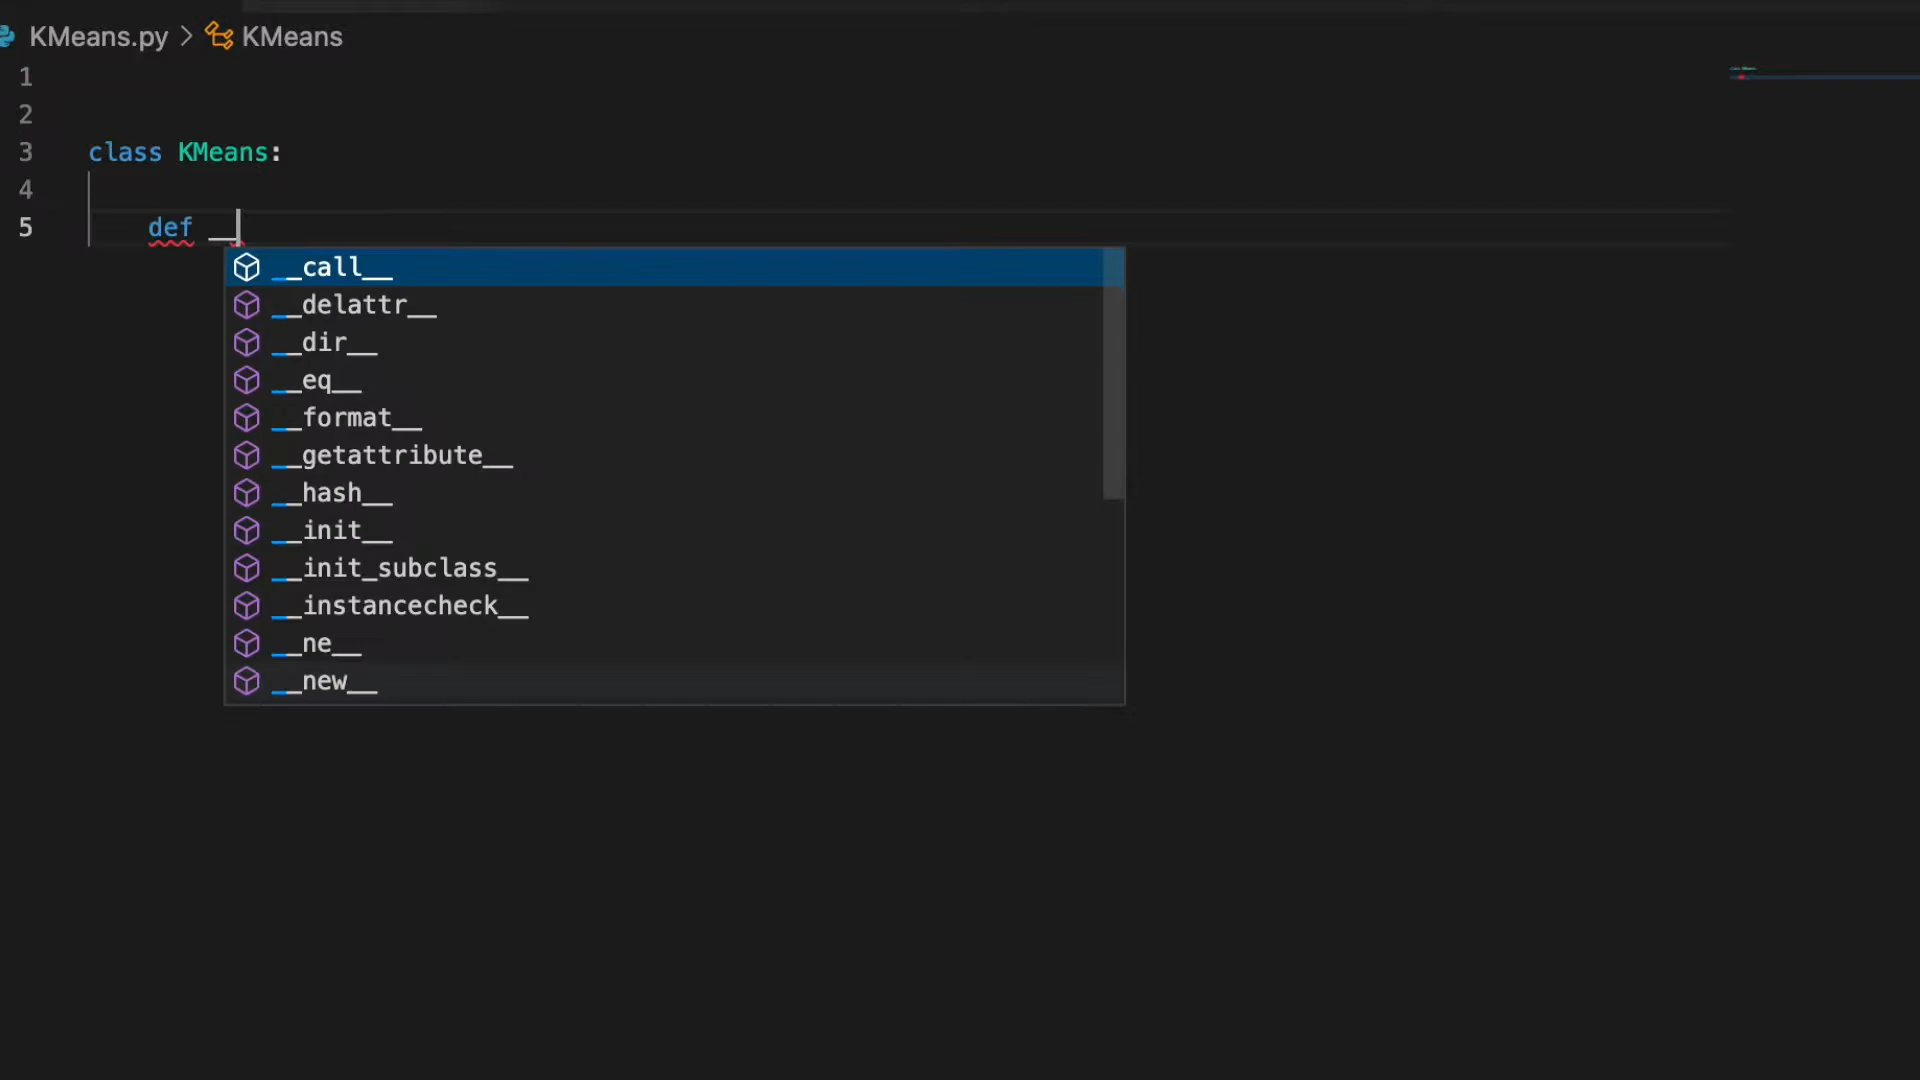 KMeans.py > KMeans
1
2
3 class KMeans:
4
5 def __
__call__
__delattr__
__dir__
__eq__
__format__
__getattribute__
__hash__
__init__
__init_subclass__
__instancecheck__
__ne__
__new__